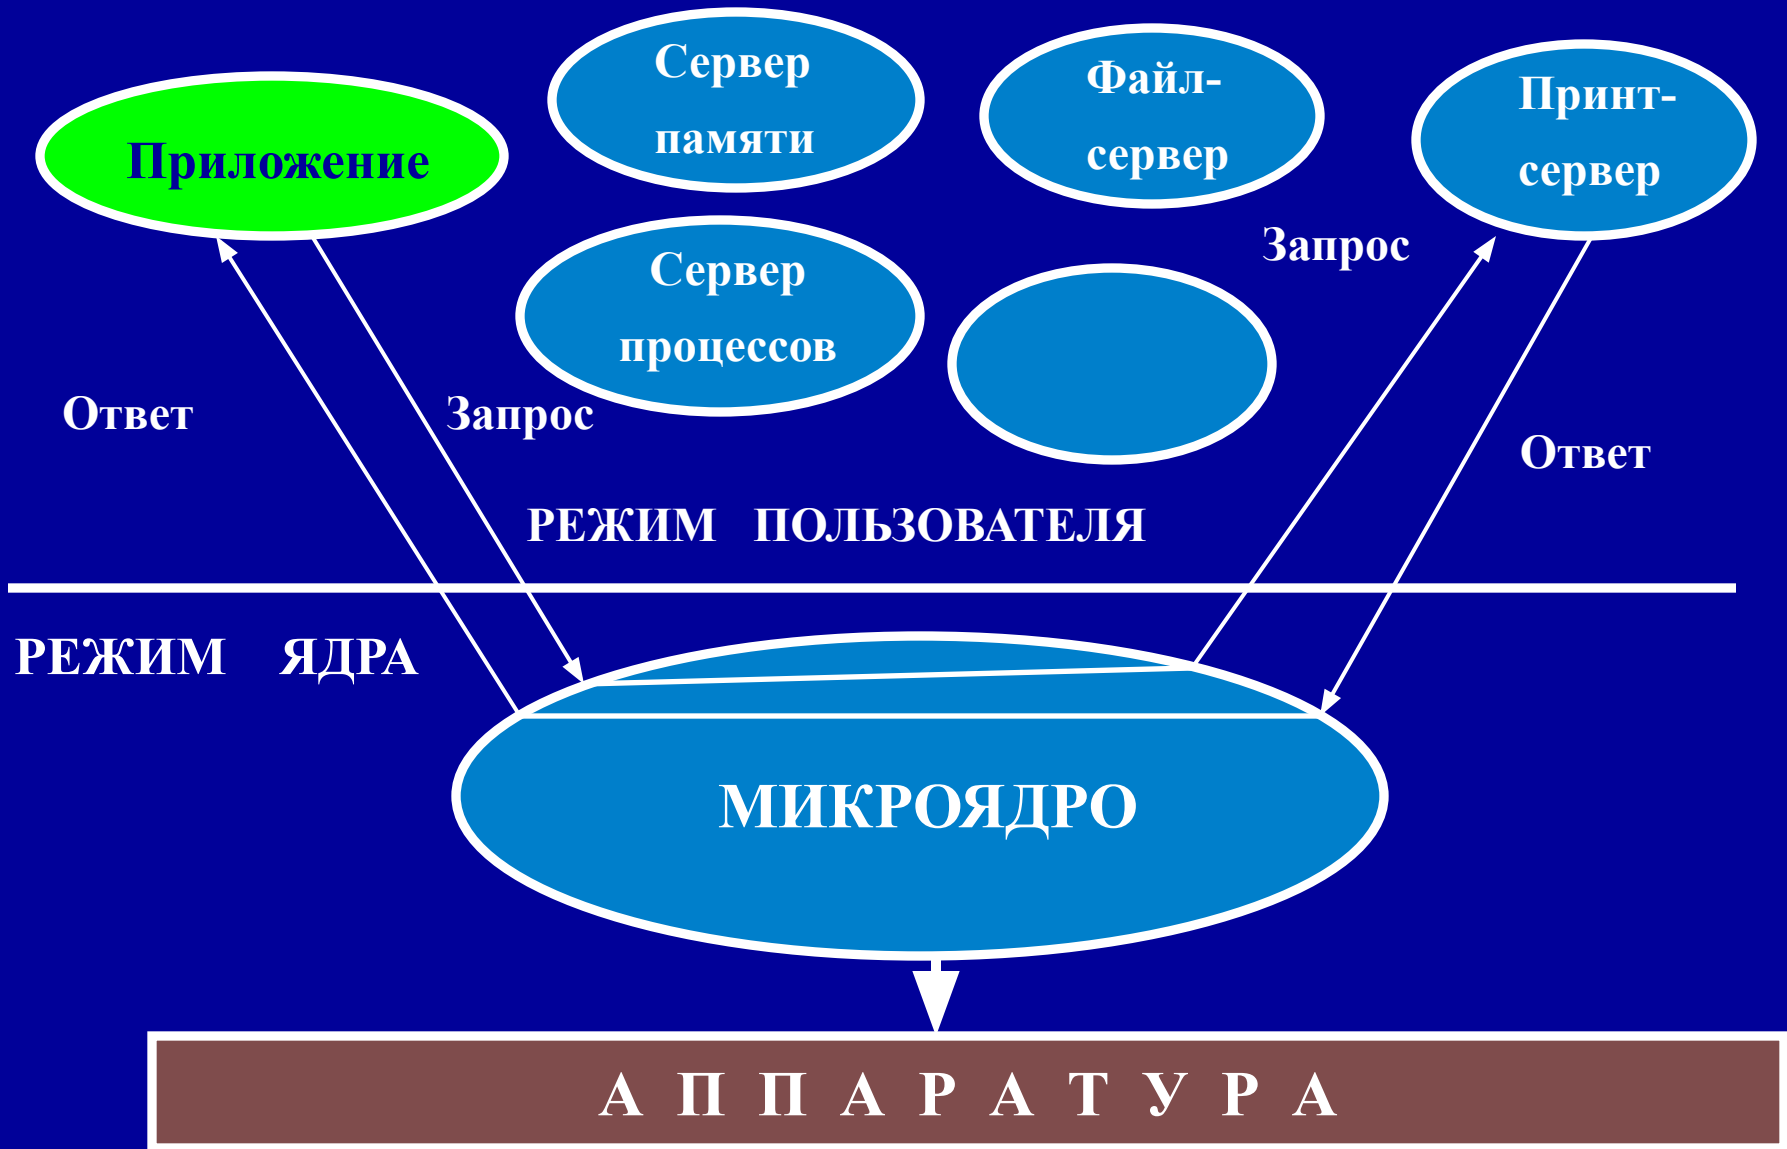 Сервер
памяти
Файл-
сервер
Принт-
сервер
Приложение
Запрос
Сервер
процессов
Ответ
Запрос
Ответ
РЕЖИМ ПОЛЬЗОВАТЕЛЯ
РЕЖИМ ЯДРА
МИКРОЯДРО
А П П А Р А Т У Р А